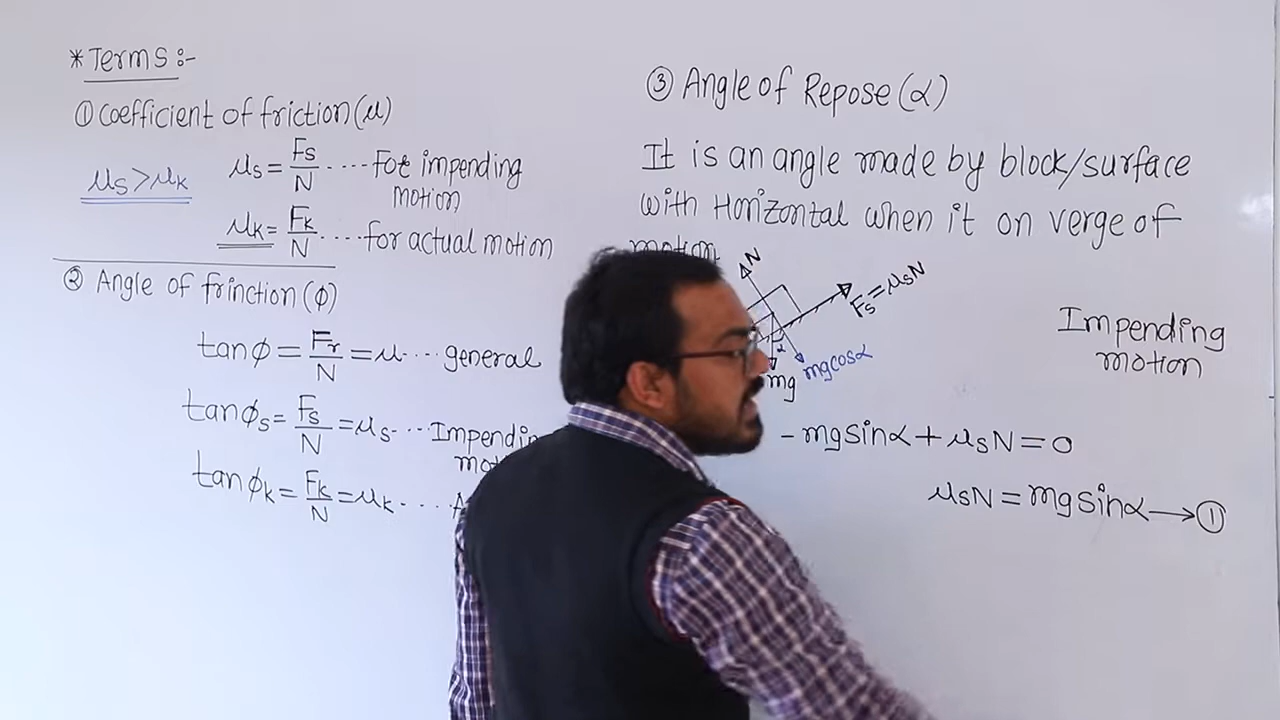 * Terms :-
① Coefficient of friction (μ)
μs > μk
μs = Fs/N ···· For impending
motion
μk = Fk/N ···· for actual motion
② Angle of frinction (φ)
tanφ = Fr/N = μ ···· general
tanφs = Fs/N = μs ··· Impending
tanφk = Fk/N = μk ····
③ Angle of Repose (α)
It is an angle made by block/surface
with Horizontal when it on verge of
motion
N
Fs = μsN
α
mgcosα
mg
Impending
motion
- mgsinα + μsN = 0
μsN = mgsinα → ①